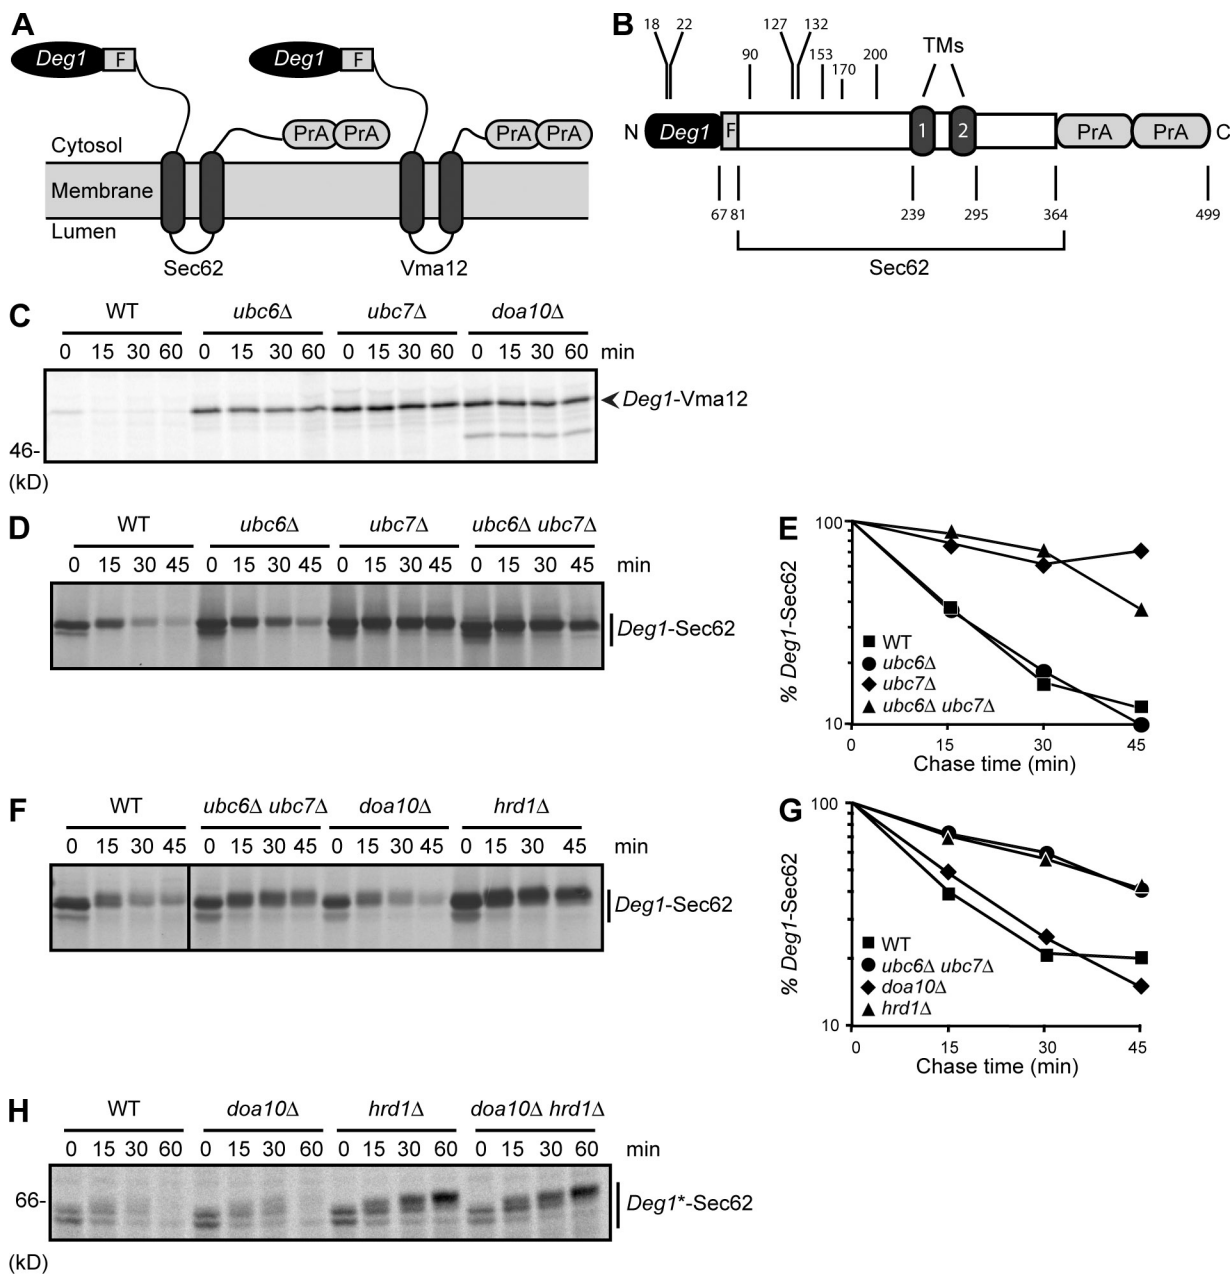 A
Deg1 F Deg1 F
PrA PrA PrA PrA
Cytosol
Membrane
Lumen
Sec62 Vma12
B
18 22 127 132
90 153 170 200 TMs
N Deg1 F 1 2 PrA PrA C
67 81 239 295 364 499
Sec62
C
WT ubc6Δ ubc7Δ doa10Δ
0 15 30 60 0 15 30 60 0 15 30 60 0 15 30 60 min
Deg1-Vma12
46-
(kD)
D
WT ubc6Δ ubc7Δ ubc6Δ ubc7Δ
0 15 30 45 0 15 30 45 0 15 30 45 0 15 30 45 min
Deg1-Sec62
E
100
% Deg1-Sec62
WT
ubc6Δ
ubc7Δ
ubc6Δ ubc7Δ
10
0 15 30 45
Chase time (min)
F
WT ubc6Δ ubc7Δ doa10Δ hrd1Δ
0 15 30 45 0 15 30 45 0 15 30 45 0 15 30 45 min
Deg1-Sec62
G
100
% Deg1-Sec62
WT
ubc6Δ ubc7Δ
doa10Δ
hrd1Δ
10
0 15 30 45
Chase time (min)
H
WT doa10Δ hrd1Δ doa10Δ hrd1Δ
0 15 30 60 0 15 30 60 0 15 30 60 0 15 30 60 min
66-
Deg1*-Sec62
(kD)